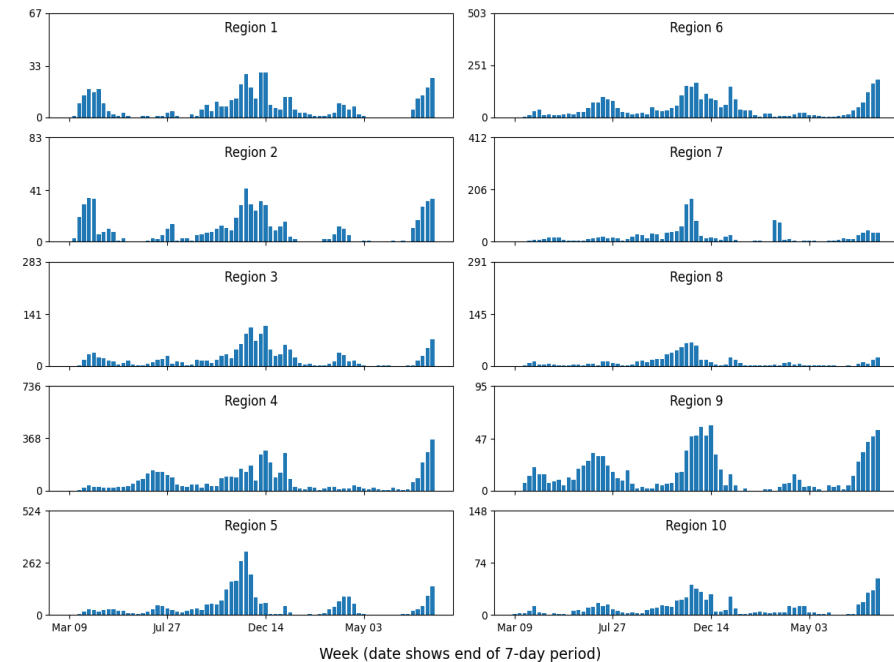 67
33
0
Region 1
503
251
0
Region 6
83
41
0
Region 2
412
206
0
Region 7
283
141
0
Region 3
291
145
0
Region 8
736
368
0
Region 4
95
47
0
Region 9
524
262
0
Region 5
148
74
0
Region 10
Mar 09 Jul 27 Dec 14 May 03
Mar 09 Jul 27 Dec 14 May 03
Week (date shows end of 7-day period)